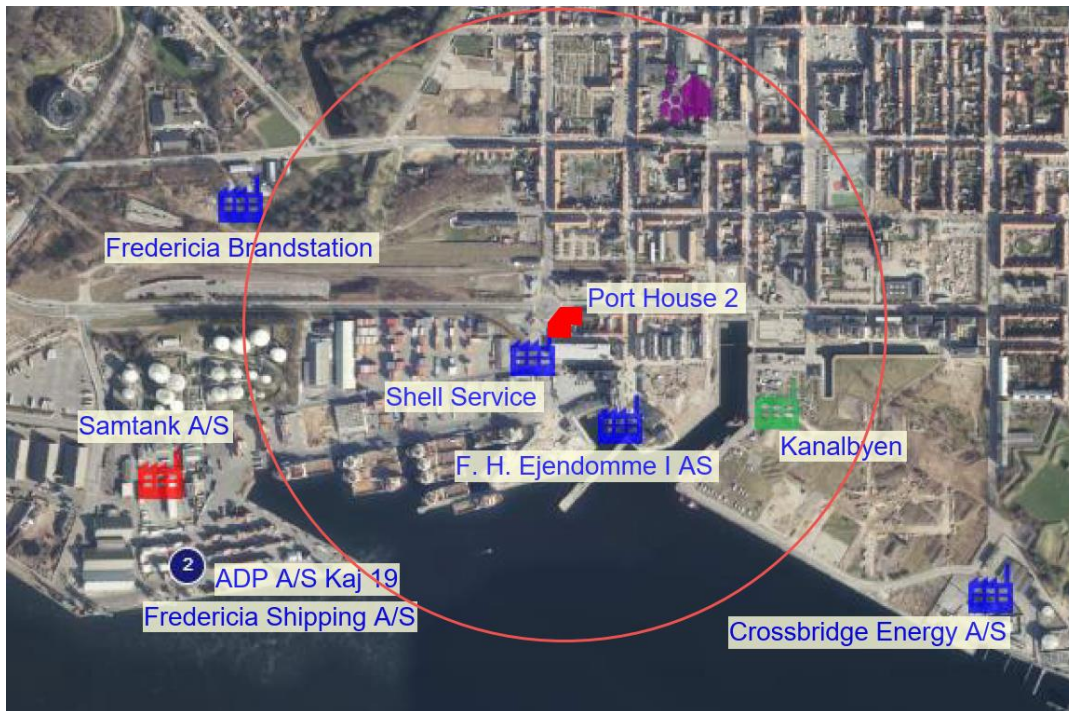 Port House 2
Fredericia Brandstation
Shell Service
Samtank A/S
F. H. Ejendomme I AS
Kanalbyen
2
ADP A/S Kaj 19
Fredericia Shipping A/S
Crossbridge Energy A/S